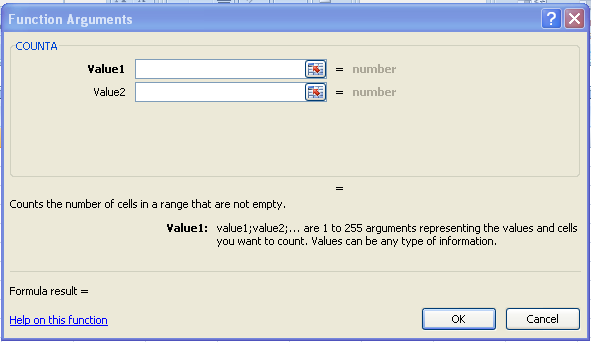 Function Arguments
COUNTA
Value1 = number
Value2 = number
=
Counts the number of cells in a range that are not empty.
Value1: value1;value2;... are 1 to 255 arguments representing the values and cells
you want to count. Values can be any type of information.
Formula result =
Help on this function OK Cancel